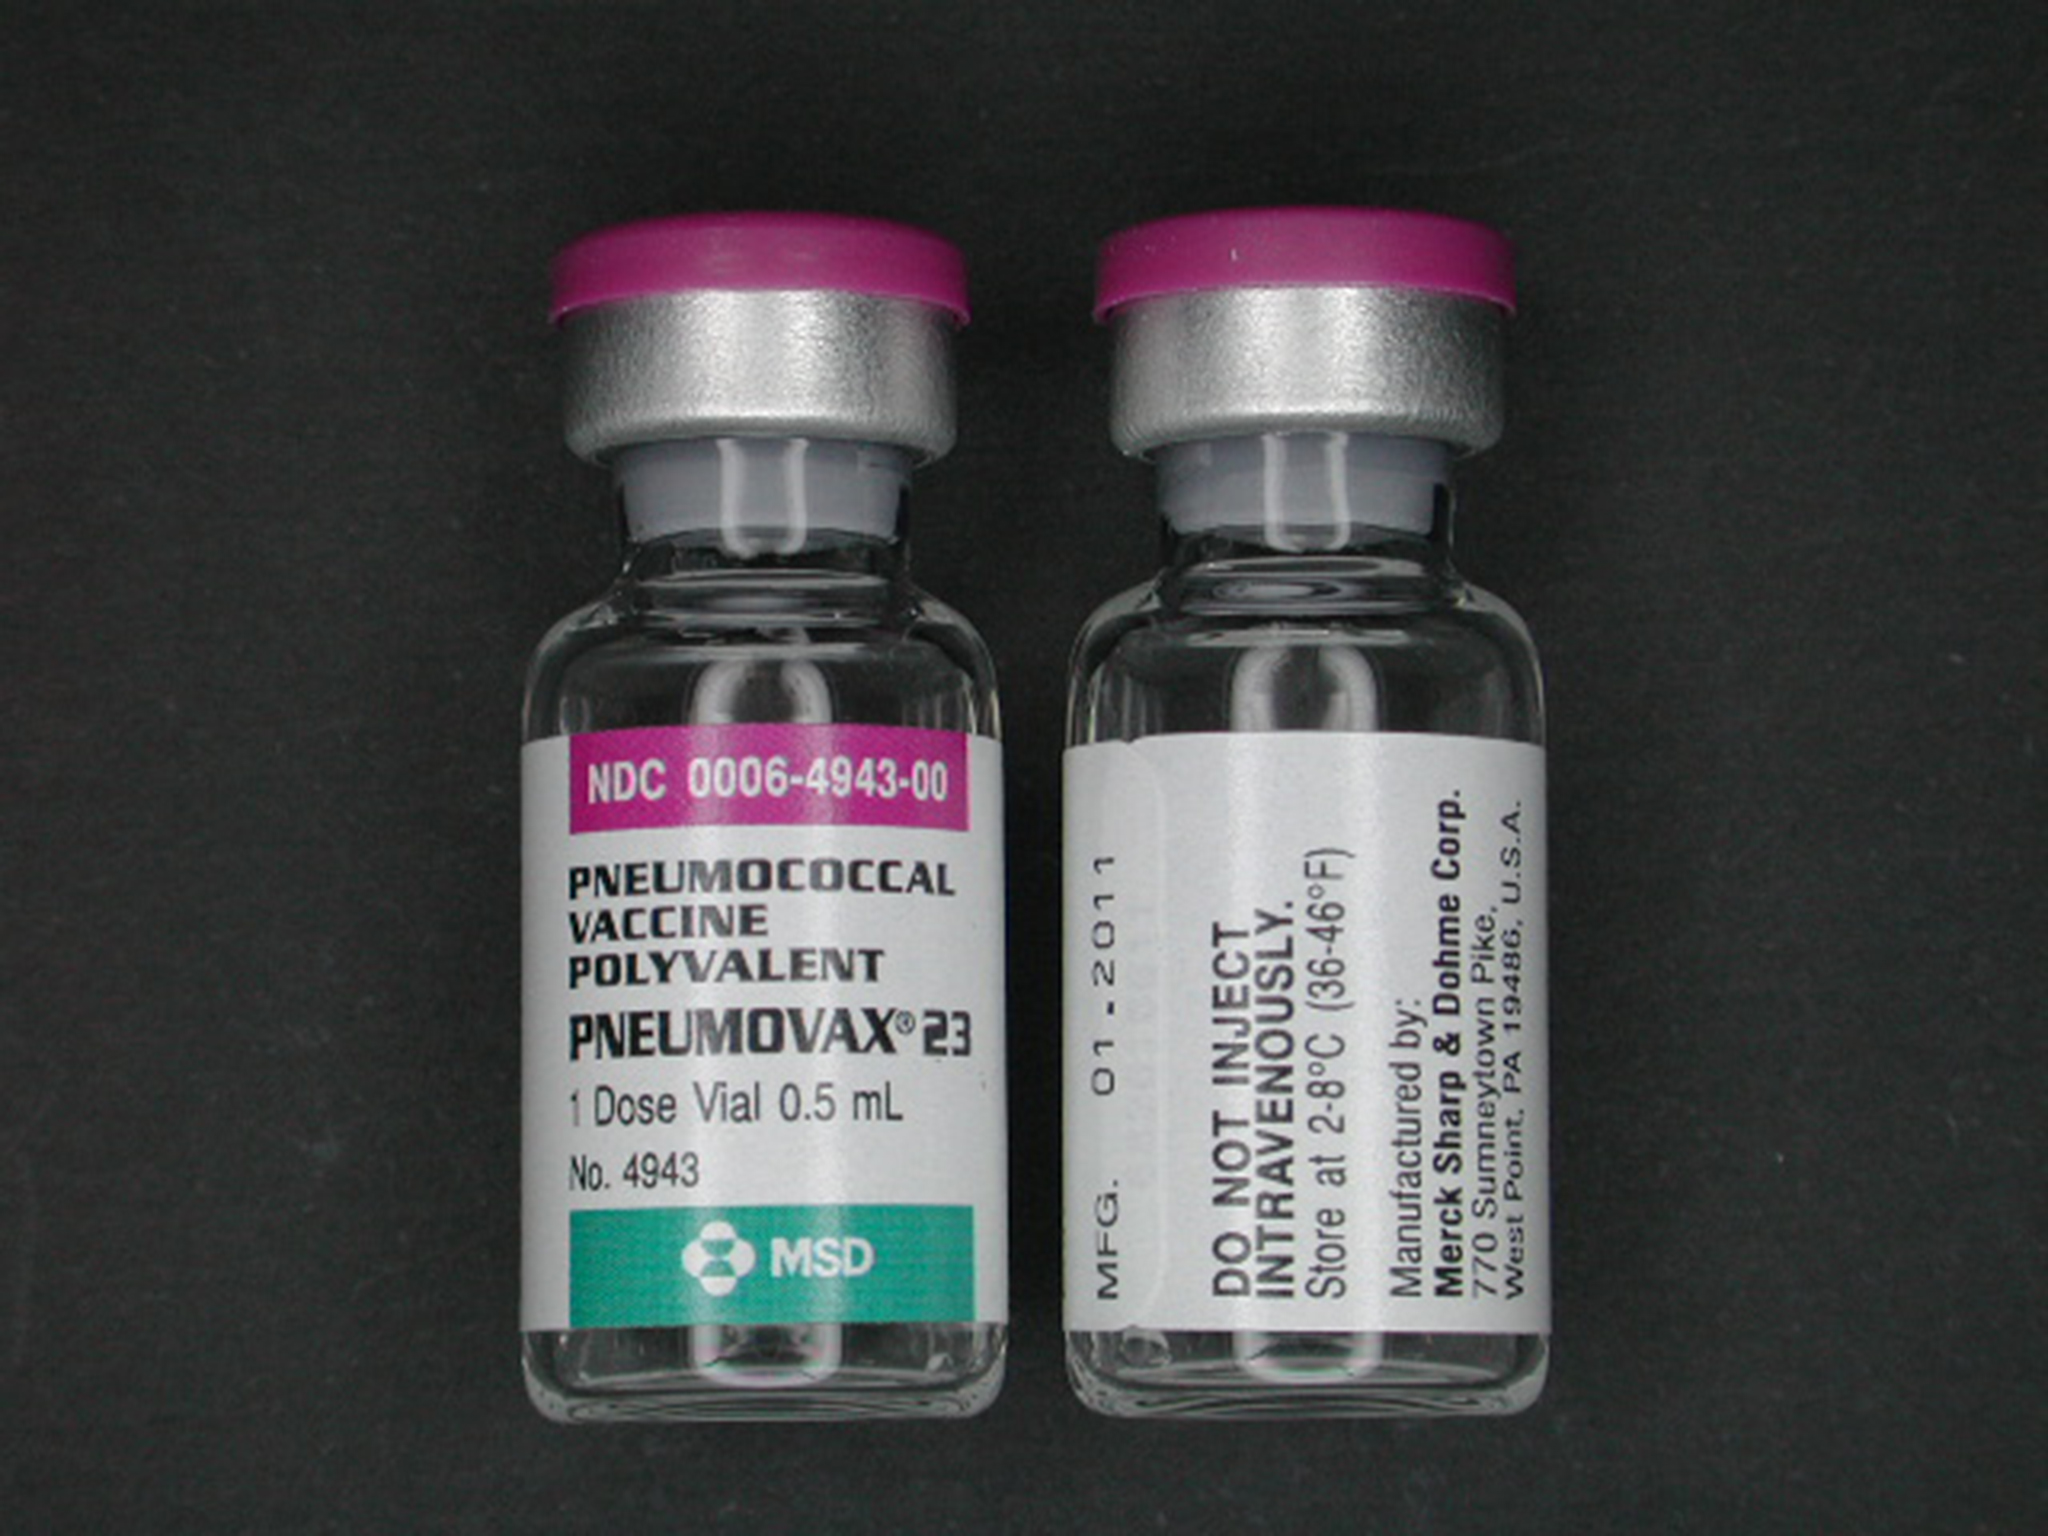 NDC 0006-4943-00
PNEUMOCOCCAL
VACCINE
POLYVALENT
PNEUMOVAX® 23
1 Dose Vial 0.5 mL
No. 4943
MSD
MFG. 01-2011
DO NOT INJECT
INTRAVENOUSLY.
Store at 2-8°C (36-46°F)
Manufactured by:
Merck Sharp & Dohme Corp.
770 Sumneytown Pike,
West Point, PA 19486, U.S.A.